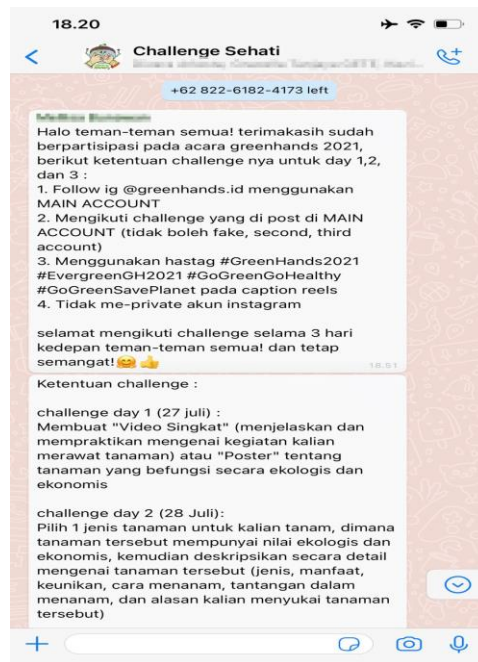 18.20
Challenge Sehati
+62 822-6182-4173 left
Halo teman-teman semua! terimakasih sudah
berpartisipasi pada acara greenhands 2021,
berikut ketentuan challenge nya untuk day 1,2,
dan 3 :
1. Follow ig @greenhands.id menggunakan
MAIN ACCOUNT
2. Mengikuti challenge yang di post di MAIN
ACCOUNT (tidak boleh fake, second, third
account)
3. Menggunakan hastag #GreenHands2021
#EvergreenGH2021 #GoGreenGoHealthy
#GoGreenSavePlanet pada caption reels
4. Tidak me-private akun instagram
selamat mengikuti challenge selama 3 hari
kedepan teman-teman semua! dan tetap
semangat!🤗👍
18.51
Ketentuan challenge :
challenge day 1 (27 juli) :
Membuat "Video Singkat" (menjelaskan dan
mempraktikan mengenai kegiatan kalian
merawat tanaman) atau "Poster" tentang
tanaman yang befungsi secara ekologis dan
ekonomis
challenge day 2 (28 Juli):
Pilih 1 jenis tanaman untuk kalian tanam, dimana
tanaman tersebut mempunyai nilai ekologis dan
ekonomis, kemudian deskripsikan secara detail
mengenai tanaman tersebut (jenis, manfaat,
keunikan, cara menanam, tantangan dalam
menanam, dan alasan kalian menyukai tanaman
tersebut)